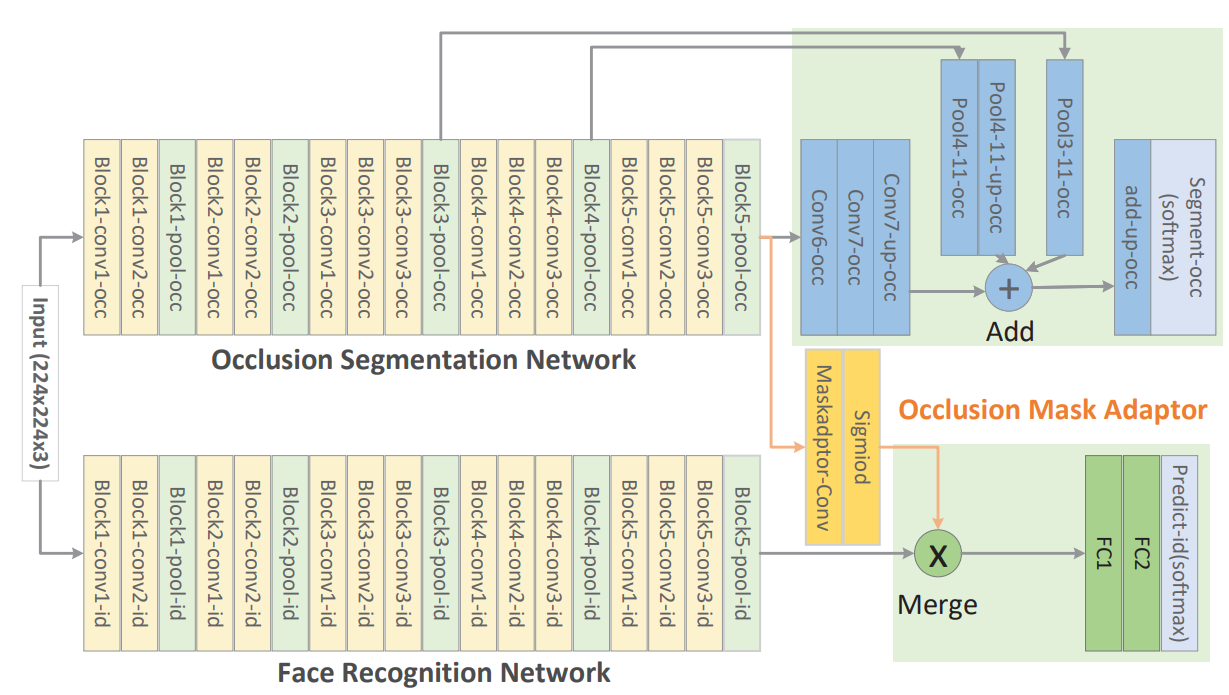 Input (224x224x3)
Block1-conv1-occ
Block1-conv2-occ
Block1-pool-occ
Block2-conv1-occ
Block2-conv2-occ
Block2-pool-occ
Block3-conv1-occ
Block3-conv2-occ
Block3-conv3-occ
Block3-pool-occ
Block4-conv1-occ
Block4-conv2-occ
Block4-conv3-occ
Block4-pool-occ
Block5-conv1-occ
Block5-conv2-occ
Block5-conv3-occ
Block5-pool-occ
Occlusion Segmentation Network
Conv6-occ
Conv7-occ
Conv7-up-occ
Pool4-11-occ
Pool4-11-up-occ
Pool3-11-occ
+
Add
add-up-occ
Segment-occ
(softmax)
Maskadptor-Conv
Sigmiod
Occlusion Mask Adaptor
Block1-conv1-id
Block1-conv2-id
Block1-pool-id
Block2-conv1-id
Block2-conv2-id
Block2-pool-id
Block3-conv1-id
Block3-conv2-id
Block3-conv3-id
Block3-pool-id
Block4-conv1-id
Block4-conv2-id
Block4-conv3-id
Block4-pool-id
Block5-conv1-id
Block5-conv2-id
Block5-conv3-id
Block5-pool-id
Face Recognition Network
X
Merge
FC1
FC2
Predict-id(softmax)